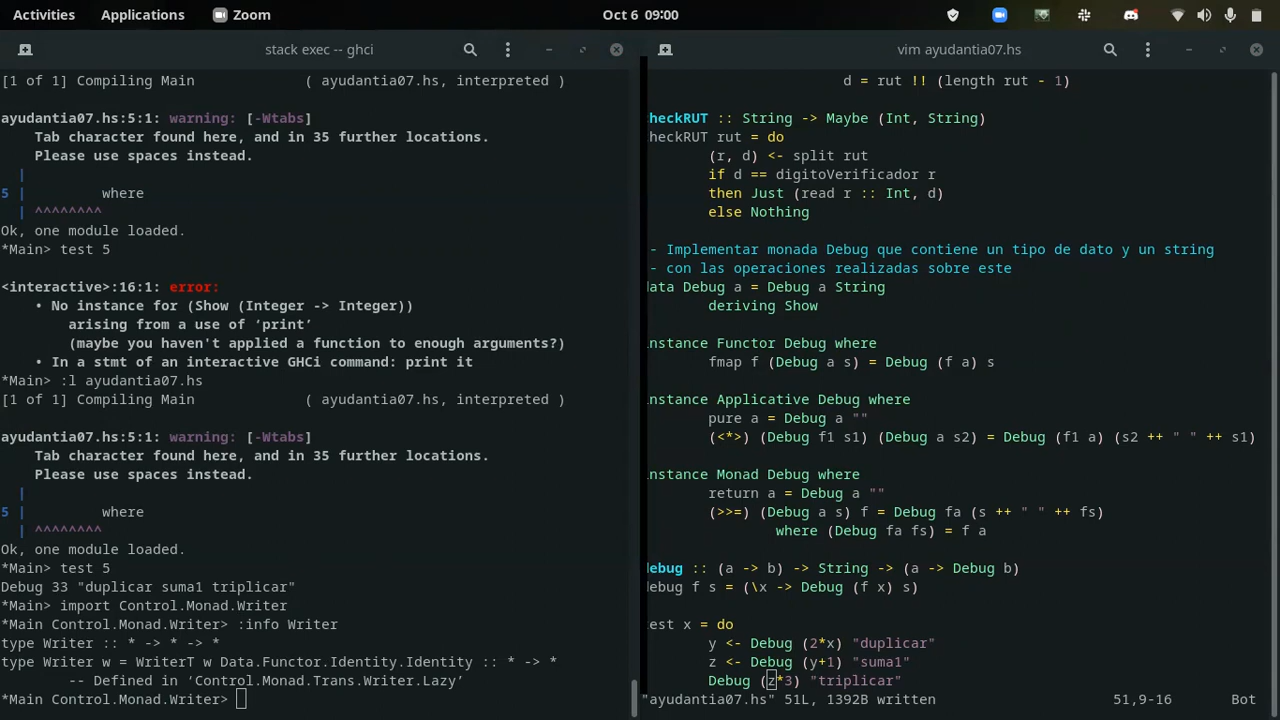 Activities Applications Zoom Oct 6 09:00
stack exec -- ghci
[1 of 1] Compiling Main             ( ayudantia07.hs, interpreted )

ayudantia07.hs:5:1: warning: [-Wtabs]
    Tab character found here, and in 35 further locations.
    Please use spaces instead.
  |
5 |         where
  | ^^^^^^^^
Ok, one module loaded.
*Main> test 5

<interactive>:16:1: error:
    • No instance for (Show (Integer -> Integer))
        arising from a use of ‘print’
        (maybe you haven't applied a function to enough arguments?)
    • In a stmt of an interactive GHCi command: print it
*Main> :l ayudantia07.hs
[1 of 1] Compiling Main             ( ayudantia07.hs, interpreted )

ayudantia07.hs:5:1: warning: [-Wtabs]
    Tab character found here, and in 35 further locations.
    Please use spaces instead.
  |
5 |         where
  | ^^^^^^^^
Ok, one module loaded.
*Main> test 5
Debug 33 "duplicar suma1 triplicar"
*Main> import Control.Monad.Writer
*Main Control.Monad.Writer> :info Writer
type Writer :: * -> * -> *
type Writer w = WriterT w Data.Functor.Identity.Identity :: * -> *
        -- Defined in ‘Control.Monad.Trans.Writer.Lazy’
*Main Control.Monad.Writer>
vim ayudantia07.hs
d = rut !! (length rut - 1)

heckRUT :: String -> Maybe (Int, String)
heckRUT rut = do
        (r, d) <- split rut
        if d == digitoVerificador r
        then Just (read r :: Int, d)
        else Nothing

- Implementar monada Debug que contiene un tipo de dato y un string
- con las operaciones realizadas sobre este
ata Debug a = Debug a String
        deriving Show

nstance Functor Debug where
        fmap f (Debug a s) = Debug (f a) s

nstance Applicative Debug where
        pure a = Debug a ""
        (<*>) (Debug f1 s1) (Debug a s2) = Debug (f1 a) (s2 ++ " " ++ s1)

nstance Monad Debug where
        return a = Debug a ""
        (>>=) (Debug a s) f = Debug fa (s ++ " " ++ fs)
                where (Debug fa fs) = f a

ebug :: (a -> b) -> String -> (a -> Debug b)
ebug f s = (\x -> Debug (f x) s)

est x = do
        y <- Debug (2*x) "duplicar"
        z <- Debug (y+1) "suma1"
        Debug (z*3) "triplicar"
"ayudantia07.hs" 51L, 1392B written 51,9-16 Bot